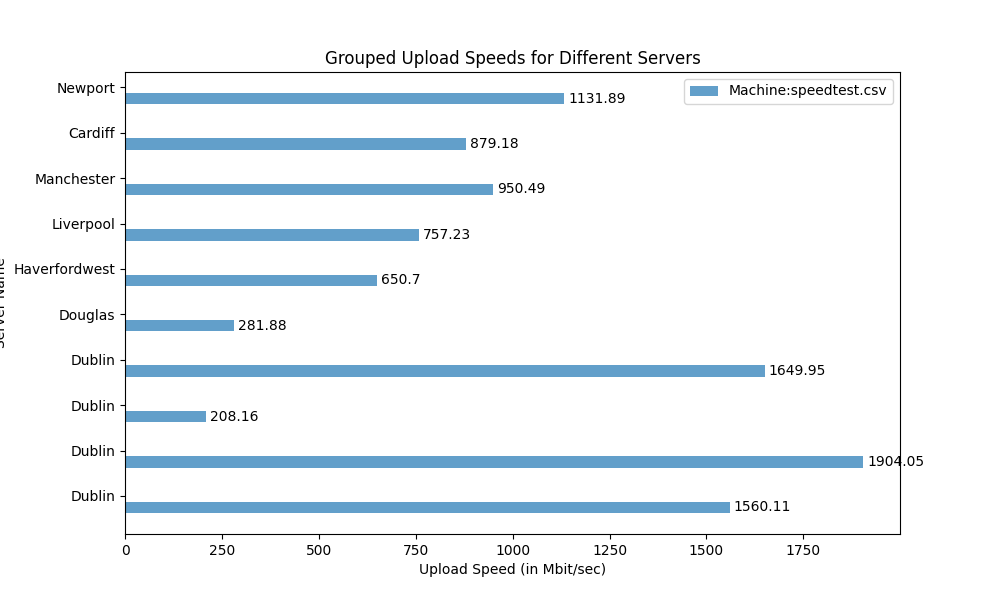 Grouped Upload Speeds for Different Servers
Machine:speedtest.csv
Newport
1131.89
Cardiff
879.18
Manchester
950.49
Liverpool
757.23
Haverfordwest
650.7
Douglas
281.88
Dublin
1649.95
Dublin
208.16
Dublin
1904.05
Dublin
1560.11
Server Name
0 250 500 750 1000 1250 1500 1750
Upload Speed (in Mbit/sec)